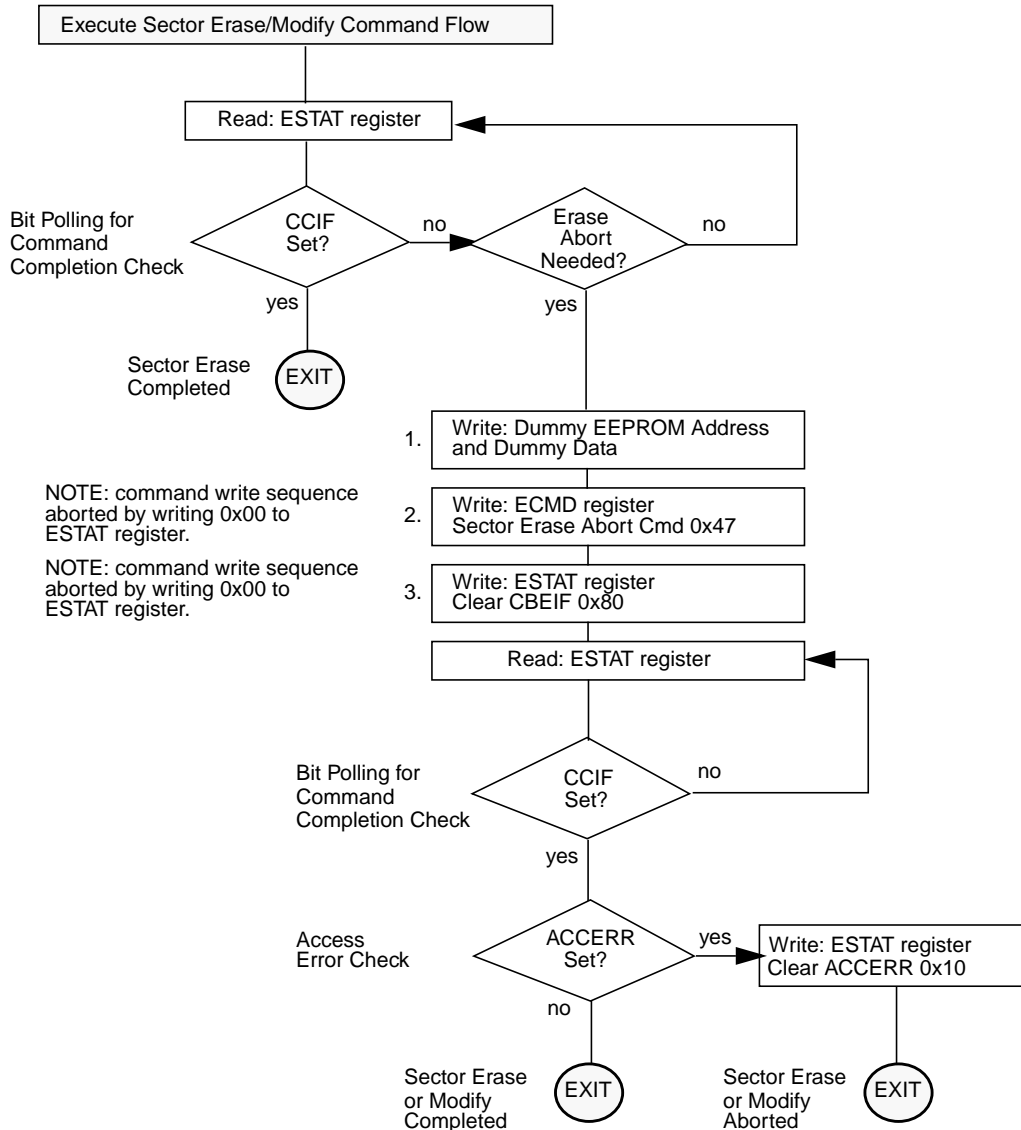 Execute Sector Erase/Modify Command Flow
Read: ESTAT register
Bit Polling for
Command
Completion Check
CCIF
Set?
no
Erase
Abort
Needed?
no
yes
yes
Sector Erase
Completed
EXIT
1.
Write: Dummy EEPROM Address
and Dummy Data
NOTE: command write sequence
aborted by writing 0x00 to
ESTAT register.
2.
Write: ECMD register
Sector Erase Abort Cmd 0x47
NOTE: command write sequence
aborted by writing 0x00 to
ESTAT register.
3.
Write: ESTAT register
Clear CBEIF 0x80
Read: ESTAT register
Bit Polling for
Command
Completion Check
CCIF
Set?
no
yes
Access
Error Check
ACCERR
Set?
yes
Write: ESTAT register
Clear ACCERR 0x10
no
Sector Erase
or Modify
Completed
EXIT
Sector Erase
or Modify
Aborted
EXIT